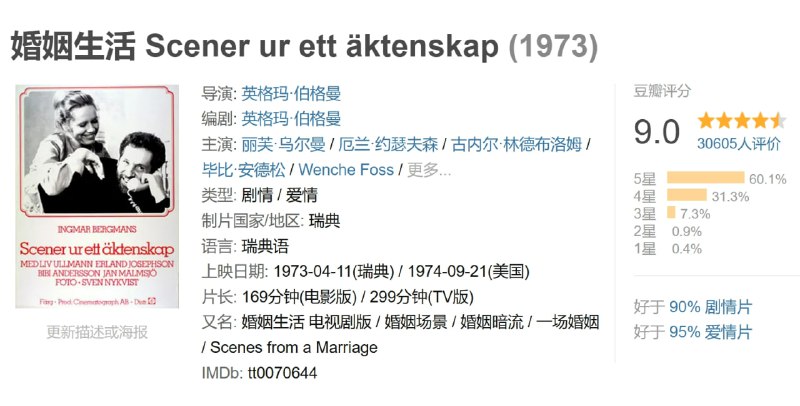 婚姻生活 Scener ur ett äktenskap (1973)
INGMAR BERGMANS
Scener ur ett äktenskap
MED LIV ULLMANN ERLAND JOSEPHSON
BIBI ANDERSSON JAN MALMSJÖ
FOTO · SVEN NYKVIST
Färg · Prod: Cinematograph AB · Distr
更新描述或海报
导演: 英格玛·伯格曼
编剧: 英格玛·伯格曼
主演: 丽芙·乌尔曼 / 厄兰·约瑟夫森 / 古内尔·林德布洛姆 /
毕比·安德松 / Wenche Foss / 更多...
类型: 剧情 / 爱情
制片国家/地区: 瑞典
语言: 瑞典语
上映日期: 1973-04-11(瑞典) / 1974-09-21(美国)
片长: 169分钟(电影版) / 299分钟(TV版)
又名: 婚姻生活 电视剧版 / 婚姻场景 / 婚姻暗流 / 一场婚姻
/ Scenes from a Marriage
IMDb: tt0070644
豆瓣评分
9.0
30605人评价
5星 60.1%
4星 31.3%
3星 7.3%
2星 0.9%
1星 0.4%
好于 90% 剧情片
好于 95% 爱情片